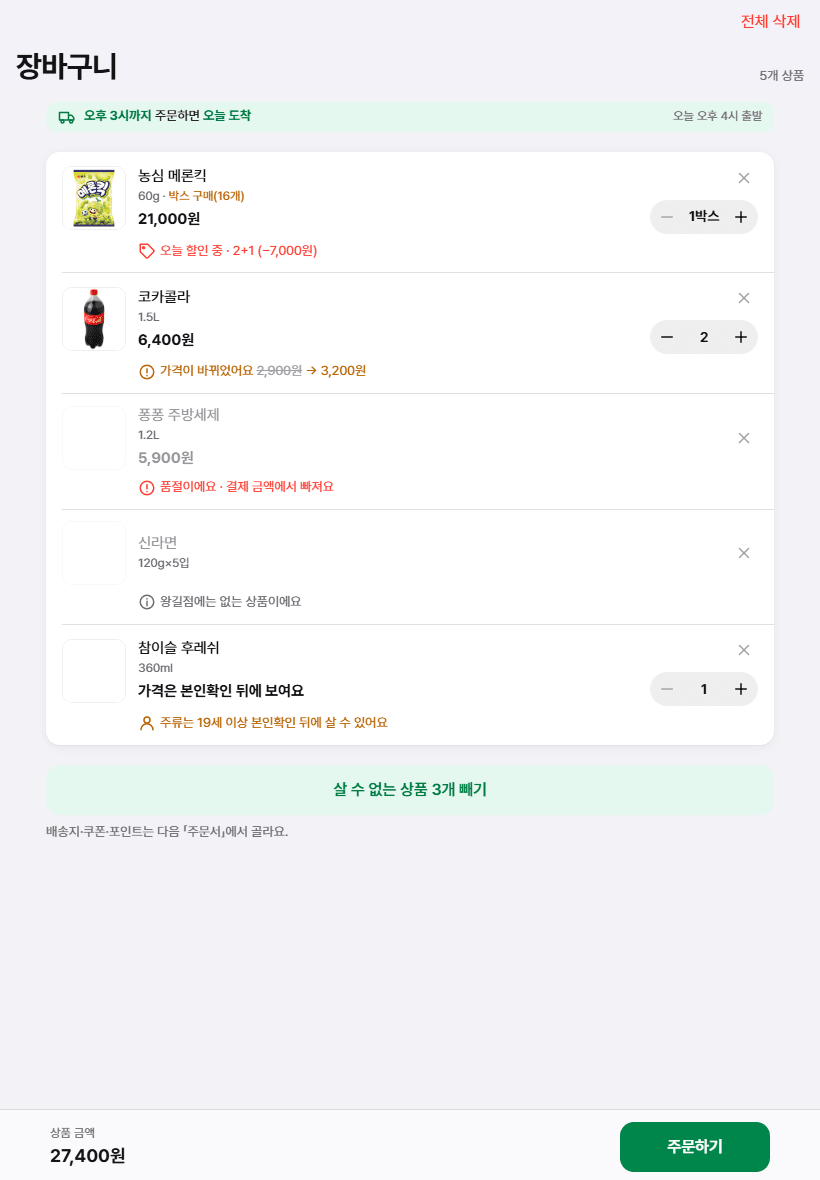 전체 삭제
장바구니
5개 상품
오후 3시까지 주문하면 오늘 도착
오늘 오후 4시 출발
농심 메론킥
60g · 박스 구매(16개)
21,000원
1박스
오늘 할인 중 · 2+1 (−7,000원)
코카콜라
1.5L
6,400원
2
가격이 바뀌었어요 2,900원 → 3,200원
퐁퐁 주방세제
1.2L
5,900원
품절이에요 · 결제 금액에서 빠져요
신라면
120g×5입
왕길점에는 없는 상품이에요
참이슬 후레쉬
360ml
가격은 본인확인 뒤에 보여요
1
주류는 19세 이상 본인확인 뒤에 살 수 있어요
살 수 없는 상품 3개 빼기
배송지·쿠폰·포인트는 다음 「주문서」에서 골라요.
상품 금액
27,400원
주문하기